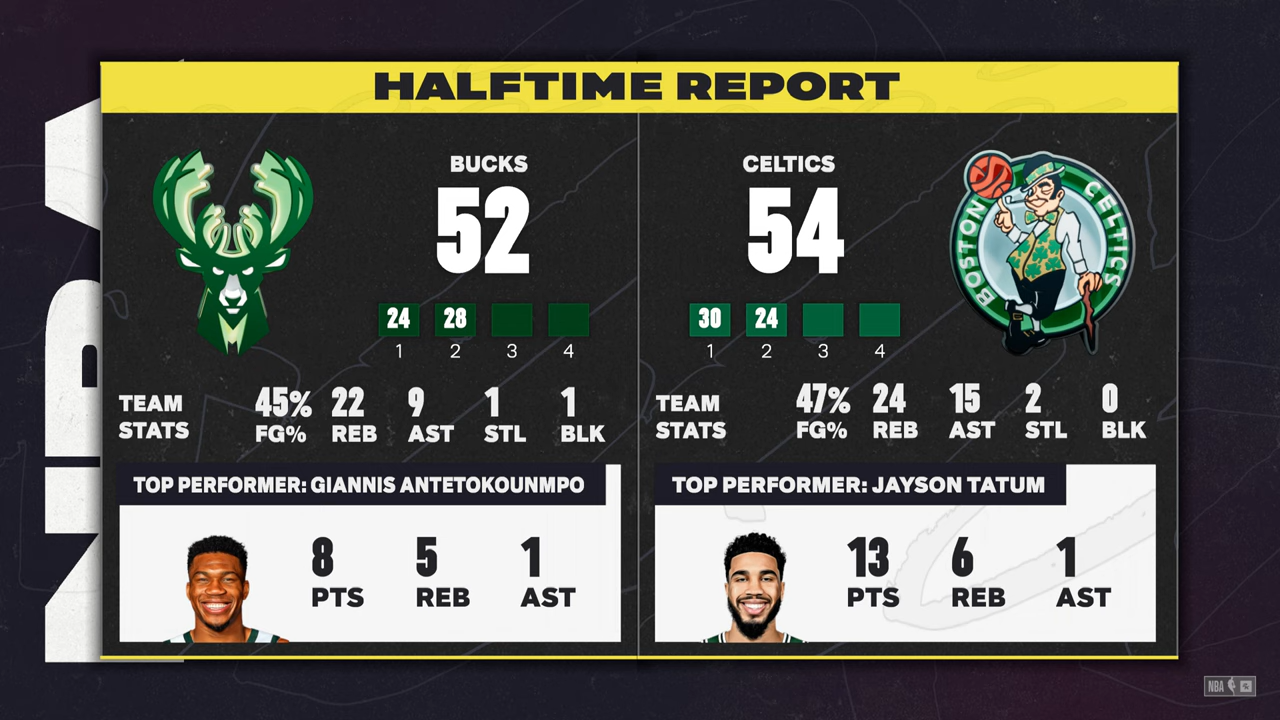 HALFTIME REPORT
BUCKS
52
24 28
1 2 3 4
TEAM STATS
45% 22 9 1 1
FG% REB AST STL BLK
TOP PERFORMER: GIANNIS ANTETOKOUNMPO
8 5 1
PTS REB AST
CELTICS
54
30 24
1 2 3 4
BOSTON CELTICS
TEAM STATS
47% 24 15 2 0
FG% REB AST STL BLK
TOP PERFORMER: JAYSON TATUM
13 6 1
PTS REB AST
NBA
NBA